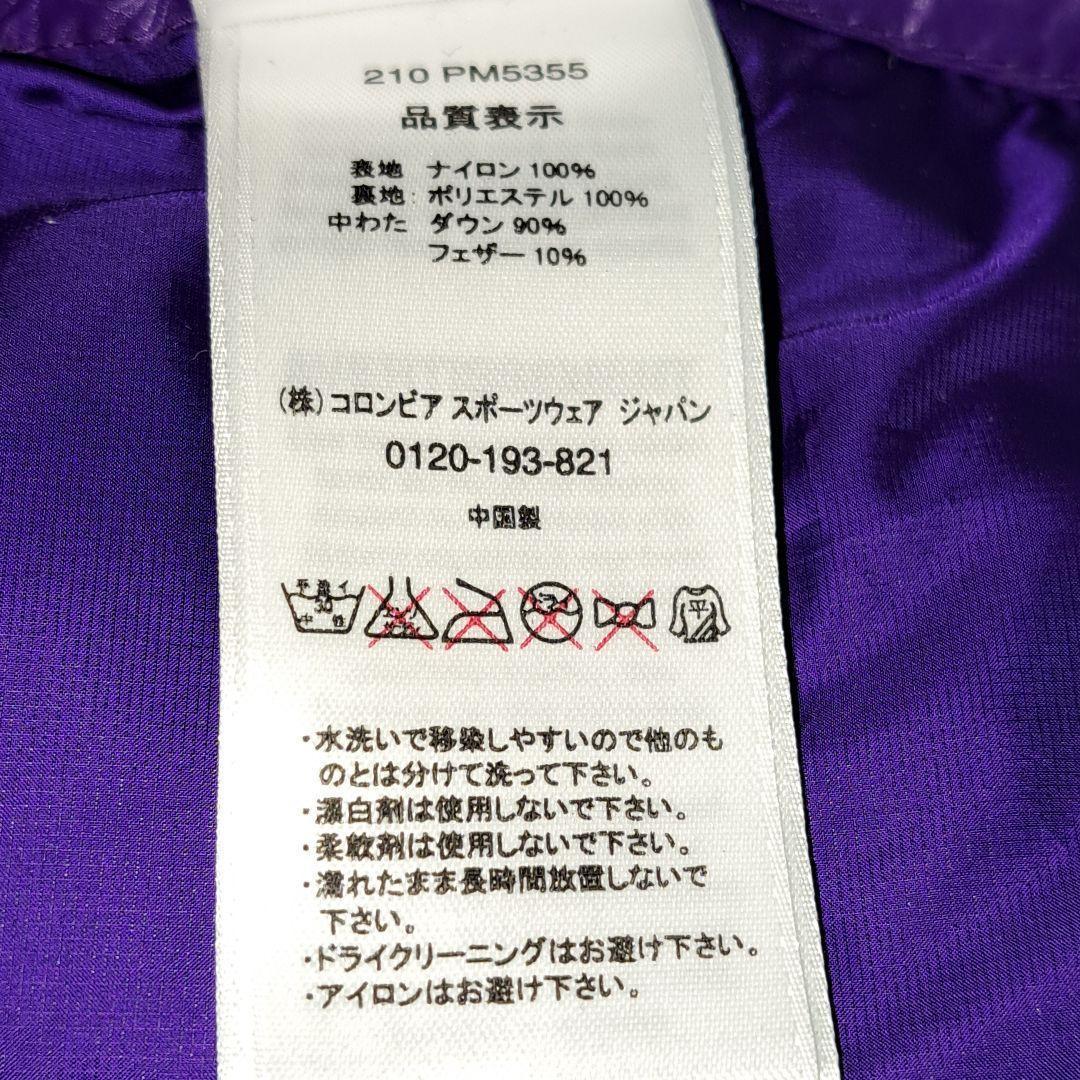 210 PM5355
品質表示
表地 ナイロン 100%
裏地: ポリエステル 100%
中わた ダウン 90%
フェザー 10%
(株)コロンビア スポーツウェア ジャパン
0120-193-821
中国製
30
中 性
平
・水洗いで移染しやすいので他のも
のとは分けて洗って下さい。
・漂白剤は使用しないで下さい。
・柔軟剤は使用しないで下さい。
・濡れたまま長時間放置しないで
下さい。
・ドライクリーニングはお避け下さい。
・アイロンはお避け下さい。